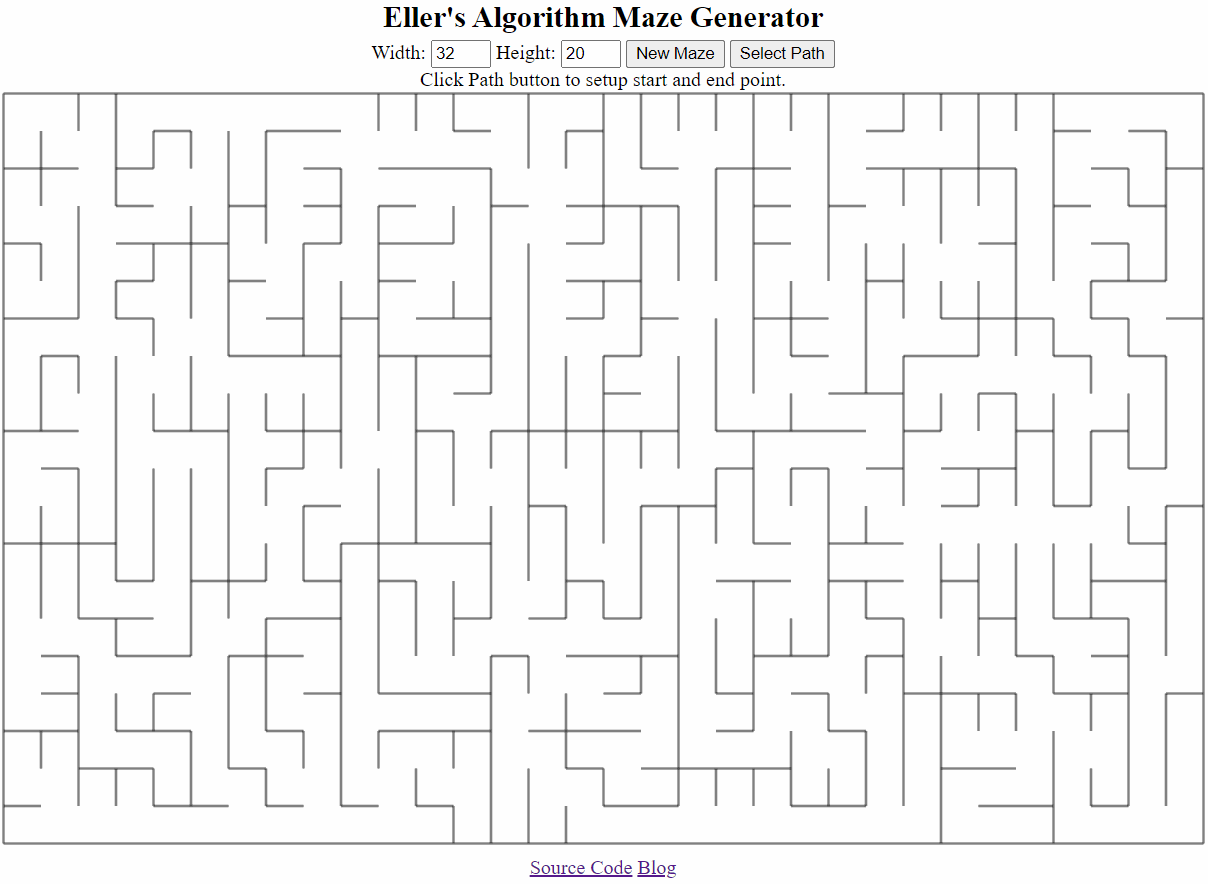 Eller's Algorithm Maze Generator
Width: 32 Height: 20 New Maze Select Path
Click Path button to setup start and end point.
Source Code Blog